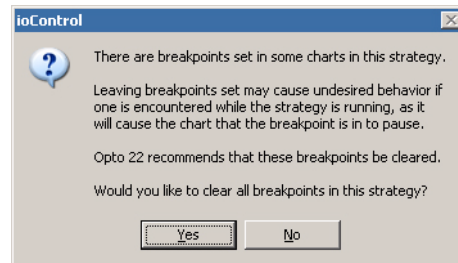 ioControl
There are breakpoints set in some charts in this strategy.
Leaving breakpoints set may cause undesired behavior if
one is encountered while the strategy is running, as it
will cause the chart that the breakpoint is in to pause.
Opto 22 recommends that these breakpoints be cleared.
Would you like to clear all breakpoints in this strategy?
Yes No